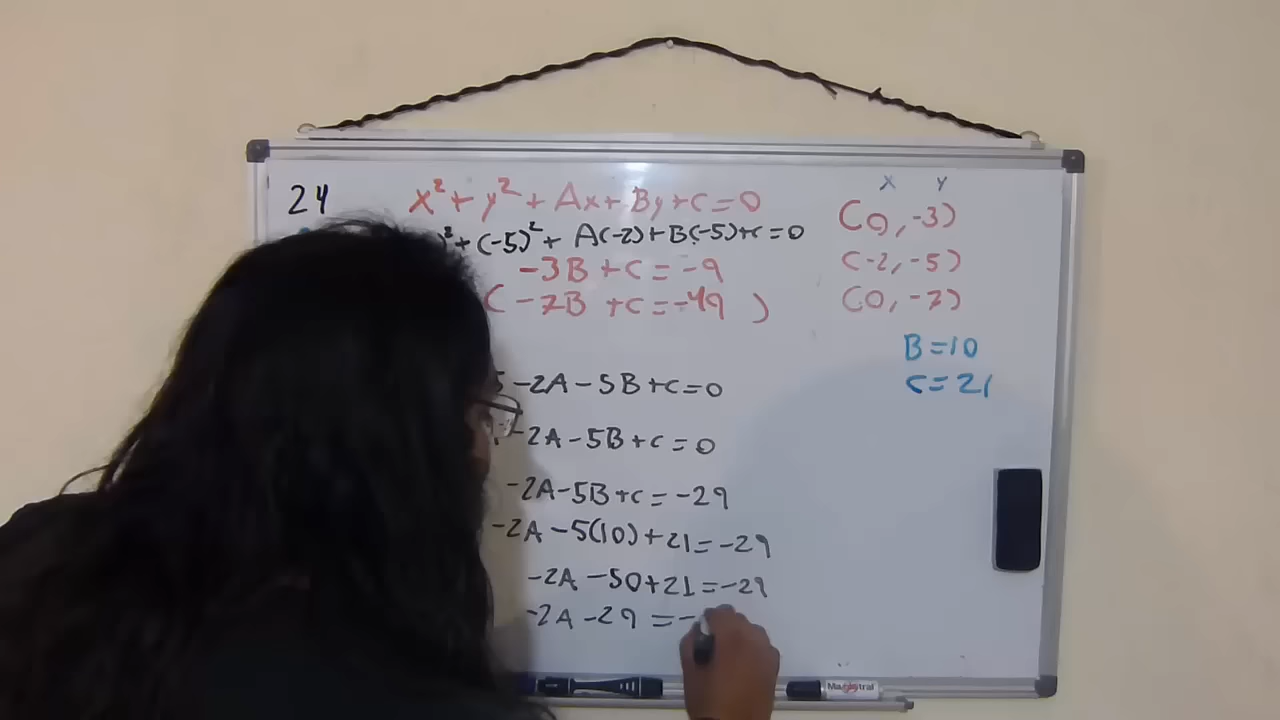 24
x² + y² + Ax + By + C = 0
)² + (-5)² + A(-2) + B(-5) + C = 0
-3B + C = -9
( -7B + C = -49 )
-2A - 5B + C = 0
-2A - 5B + C = 0
-2A - 5B + C = -29
-2A - 5(10) + 21 = -29
-2A - 50 + 21 = -29
-2A - 29 = -
x y
(0, -3)
(-2, -5)
(0, -7)
B = 10
C = 21
Magistral